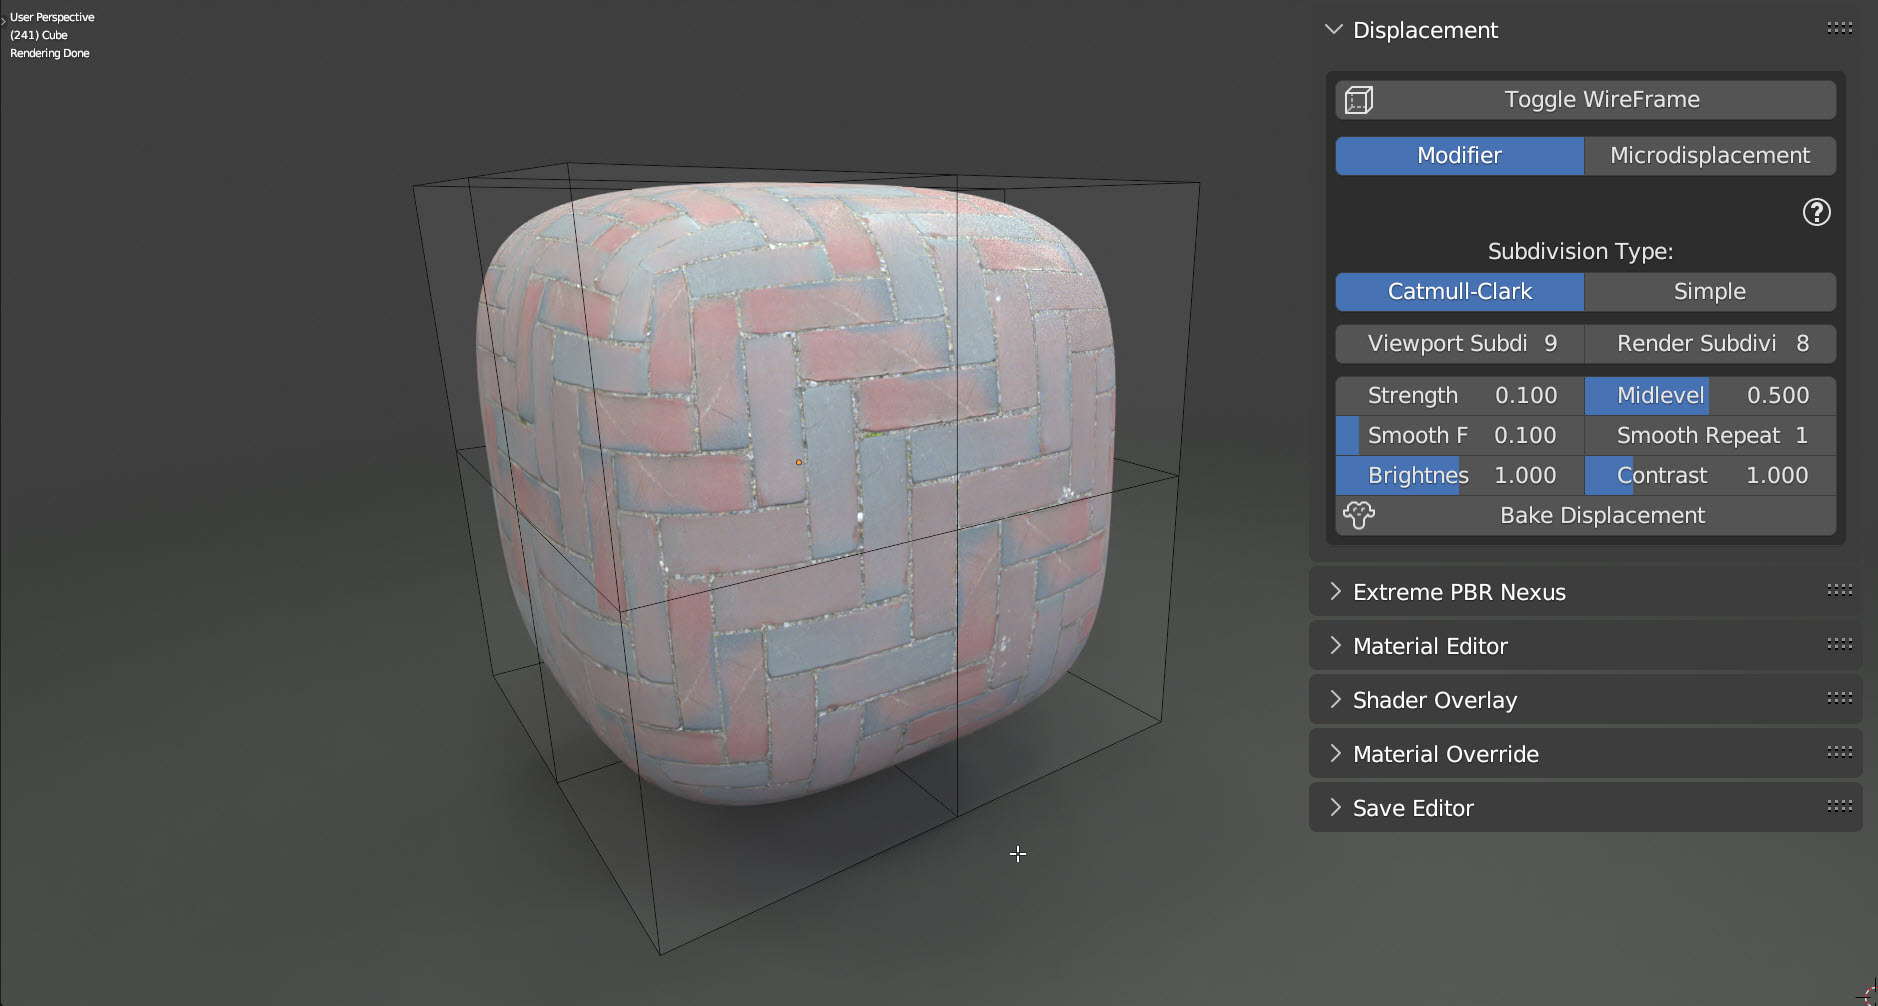 User Perspective
(241) Cube
Rendering Done
Displacement
Toggle WireFrame
Modifier Microdisplacement
?
Subdivision Type:
Catmull-Clark Simple
Viewport Subdi 9 Render Subdivi 8
Strength 0.100 Midlevel 0.500
Smooth F 0.100 Smooth Repeat 1
Brightnes 1.000 Contrast 1.000
Bake Displacement
Extreme PBR Nexus
Material Editor
Shader Overlay
Material Override
Save Editor